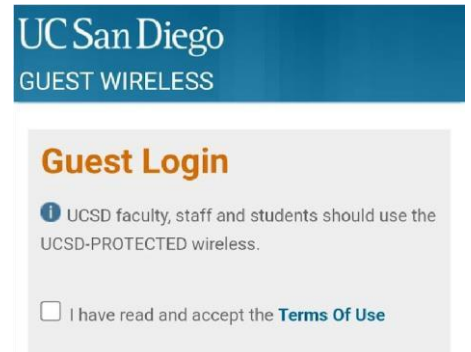 UC San Diego
GUEST WIRELESS
Guest Login
UCSD faculty, staff and students should use the
UCSD-PROTECTED wireless.
I have read and accept the Terms Of Use